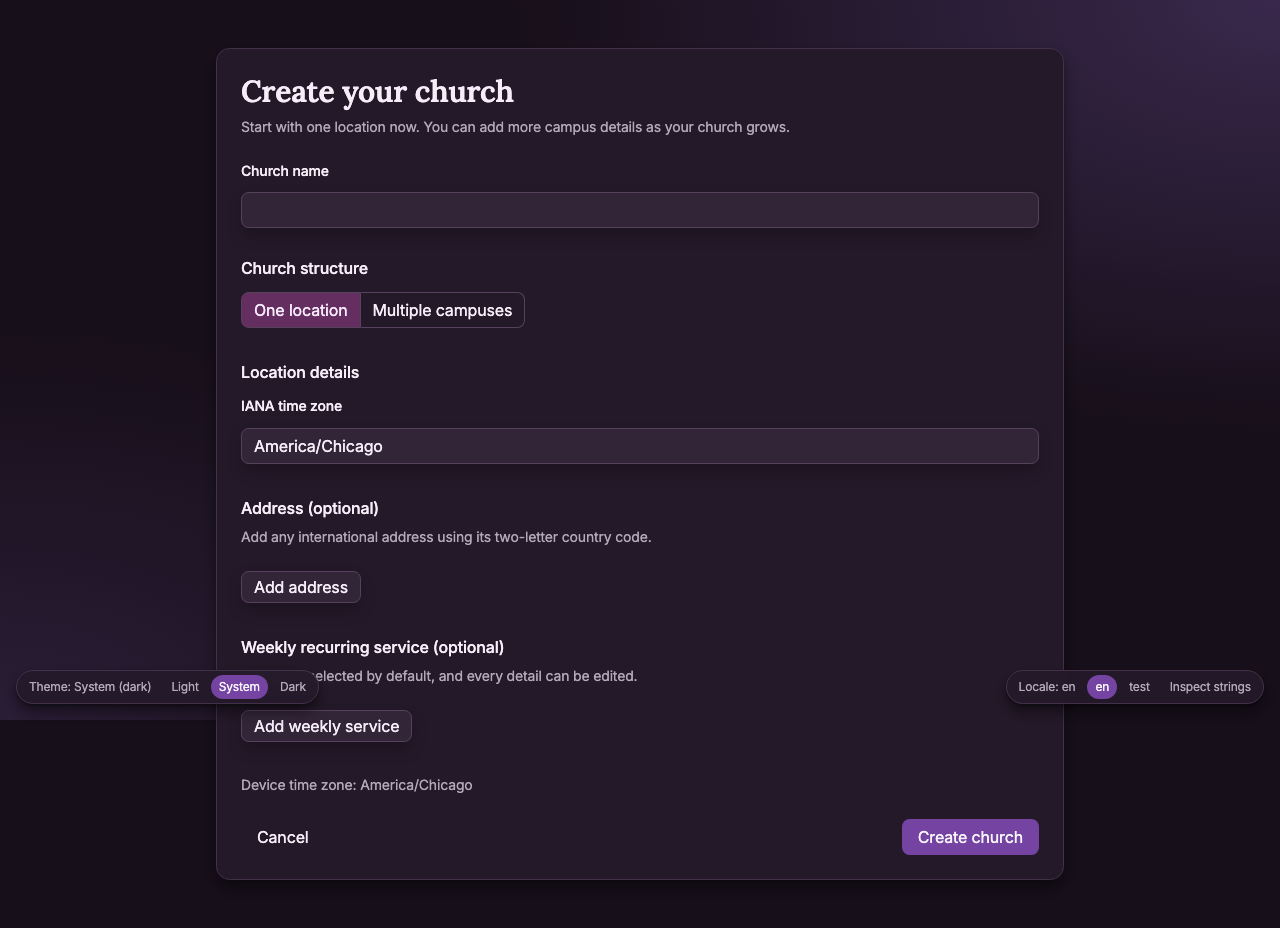 Create your church
Start with one location now. You can add more campus details as your church grows.
Church name
Church structure
One location
Multiple campuses
Location details
IANA time zone
America/Chicago
Address (optional)
Add any international address using its two-letter country code.
Add address
Weekly recurring service (optional)
selected by default, and every detail can be edited.
Theme: System (dark) Light System Dark
Locale: en en test Inspect strings
Add weekly service
Device time zone: America/Chicago
Cancel
Create church